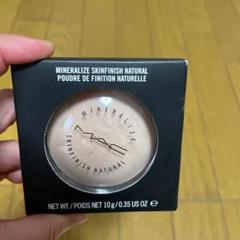 MINERALIZE SKINFINISH NATURAL
POUDRE DE FINITION NATURELLE
MINERALIZE
MAC
SKINFINISH NATURAL
NET WT./POIDS NET 10 g/0.35 US OZ ℮